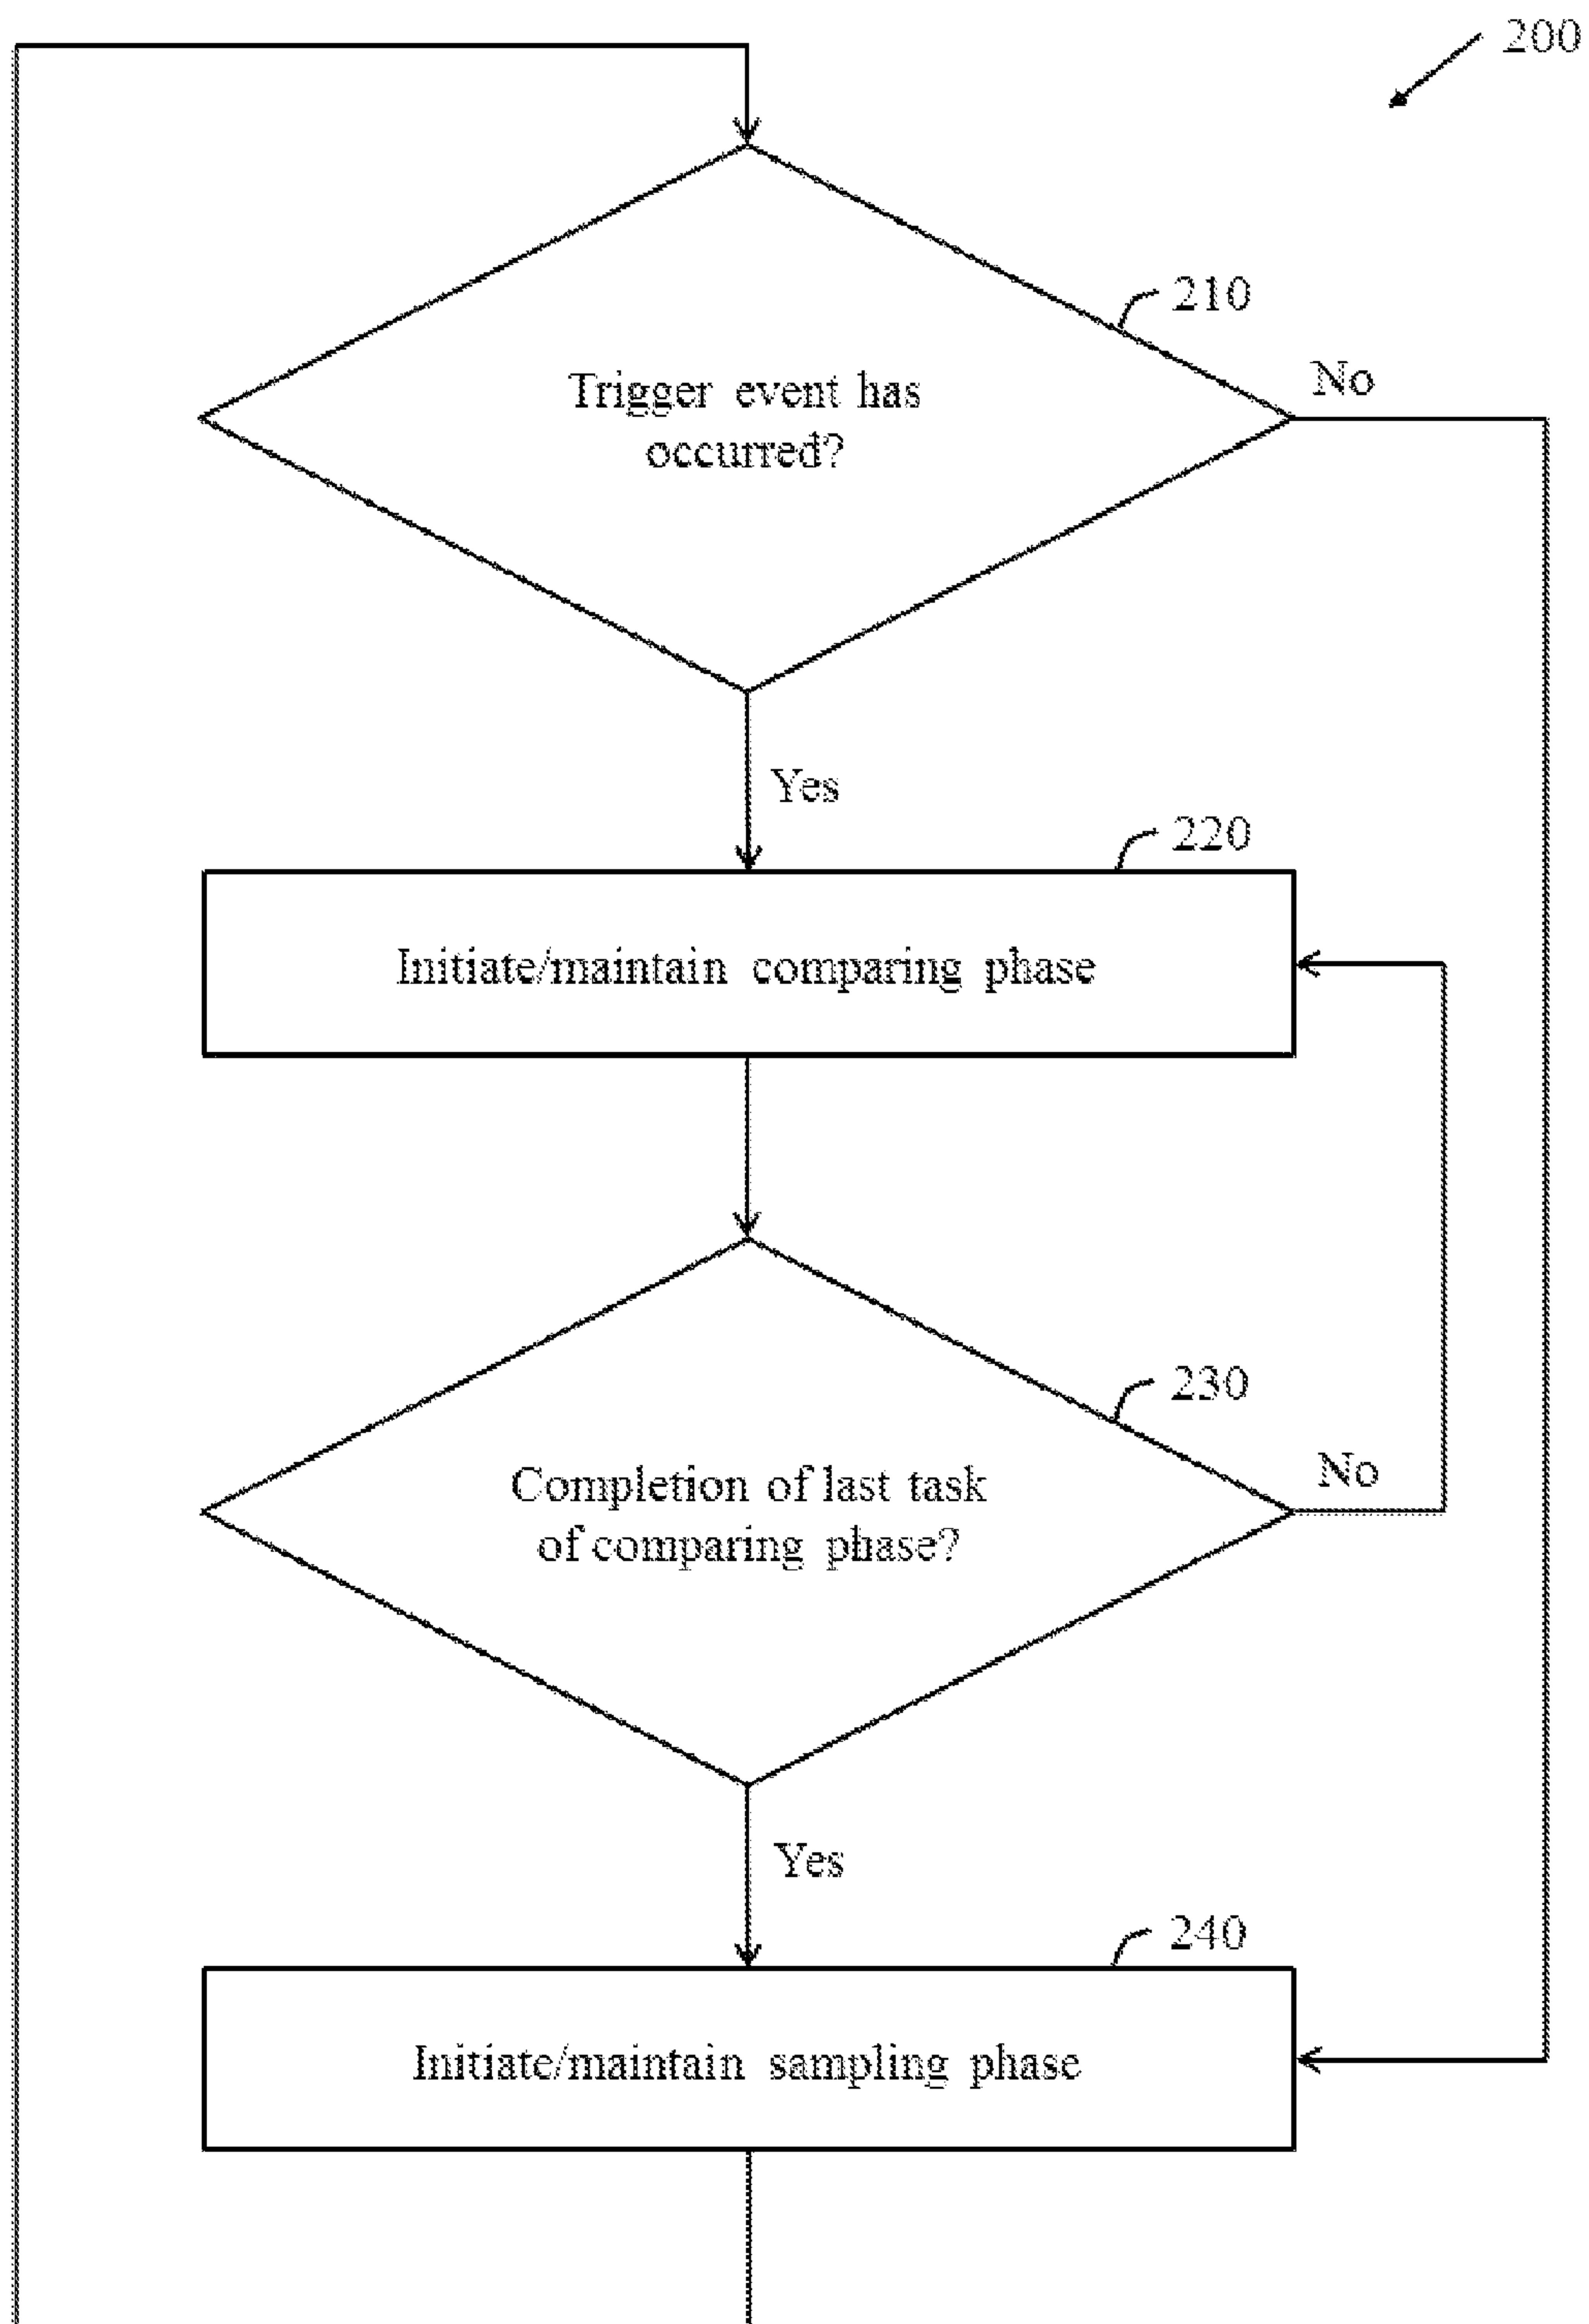 200
210
Trigger event has
occurred?
No
Yes
220
Initiate/maintain comparing phase
230
Completion of last task
of comparing phase?
No
Yes
240
Initiate/maintain sampling phase